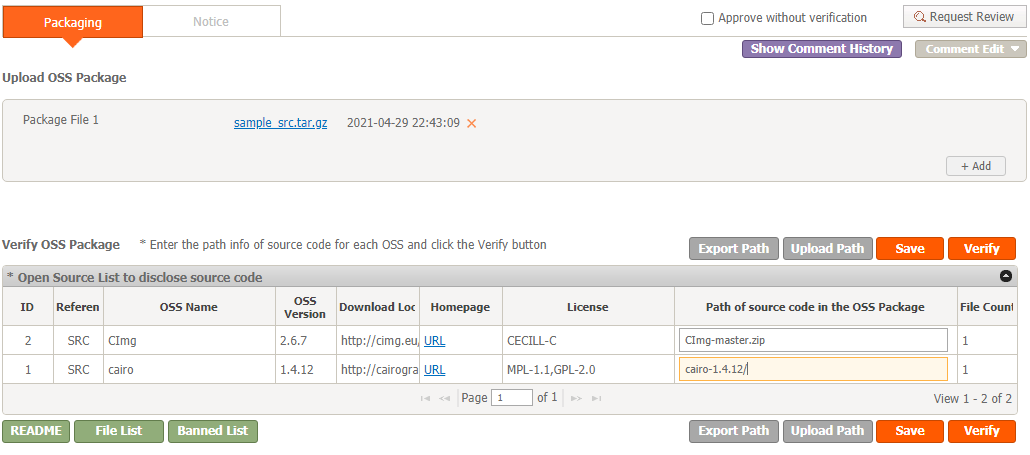 Packaging
Notice
Approve without verification
Request Review
Show Comment History
Comment Edit
Upload OSS Package
Package File 1
sample_src.tar.gz 2021-04-29 22:43:09
+ Add
Verify OSS Package * Enter the path info of source code for each OSS and click the Verify button
Export Path Upload Path Save Verify
* Open Source List to disclose source code
ID Referen OSS Name OSS Version Download Loc Homepage License Path of source code in the OSS Package File Count
2 SRC CImg 2.6.7 http://cimg.eu/ URL CECILL-C CImg-master.zip 1
1 SRC cairo 1.4.12 http://cairogra URL MPL-1.1,GPL-2.0 cairo-1.4.12/ 1
Page 1 of 1
View 1 - 2 of 2
README File List Banned List
Export Path Upload Path Save Verify